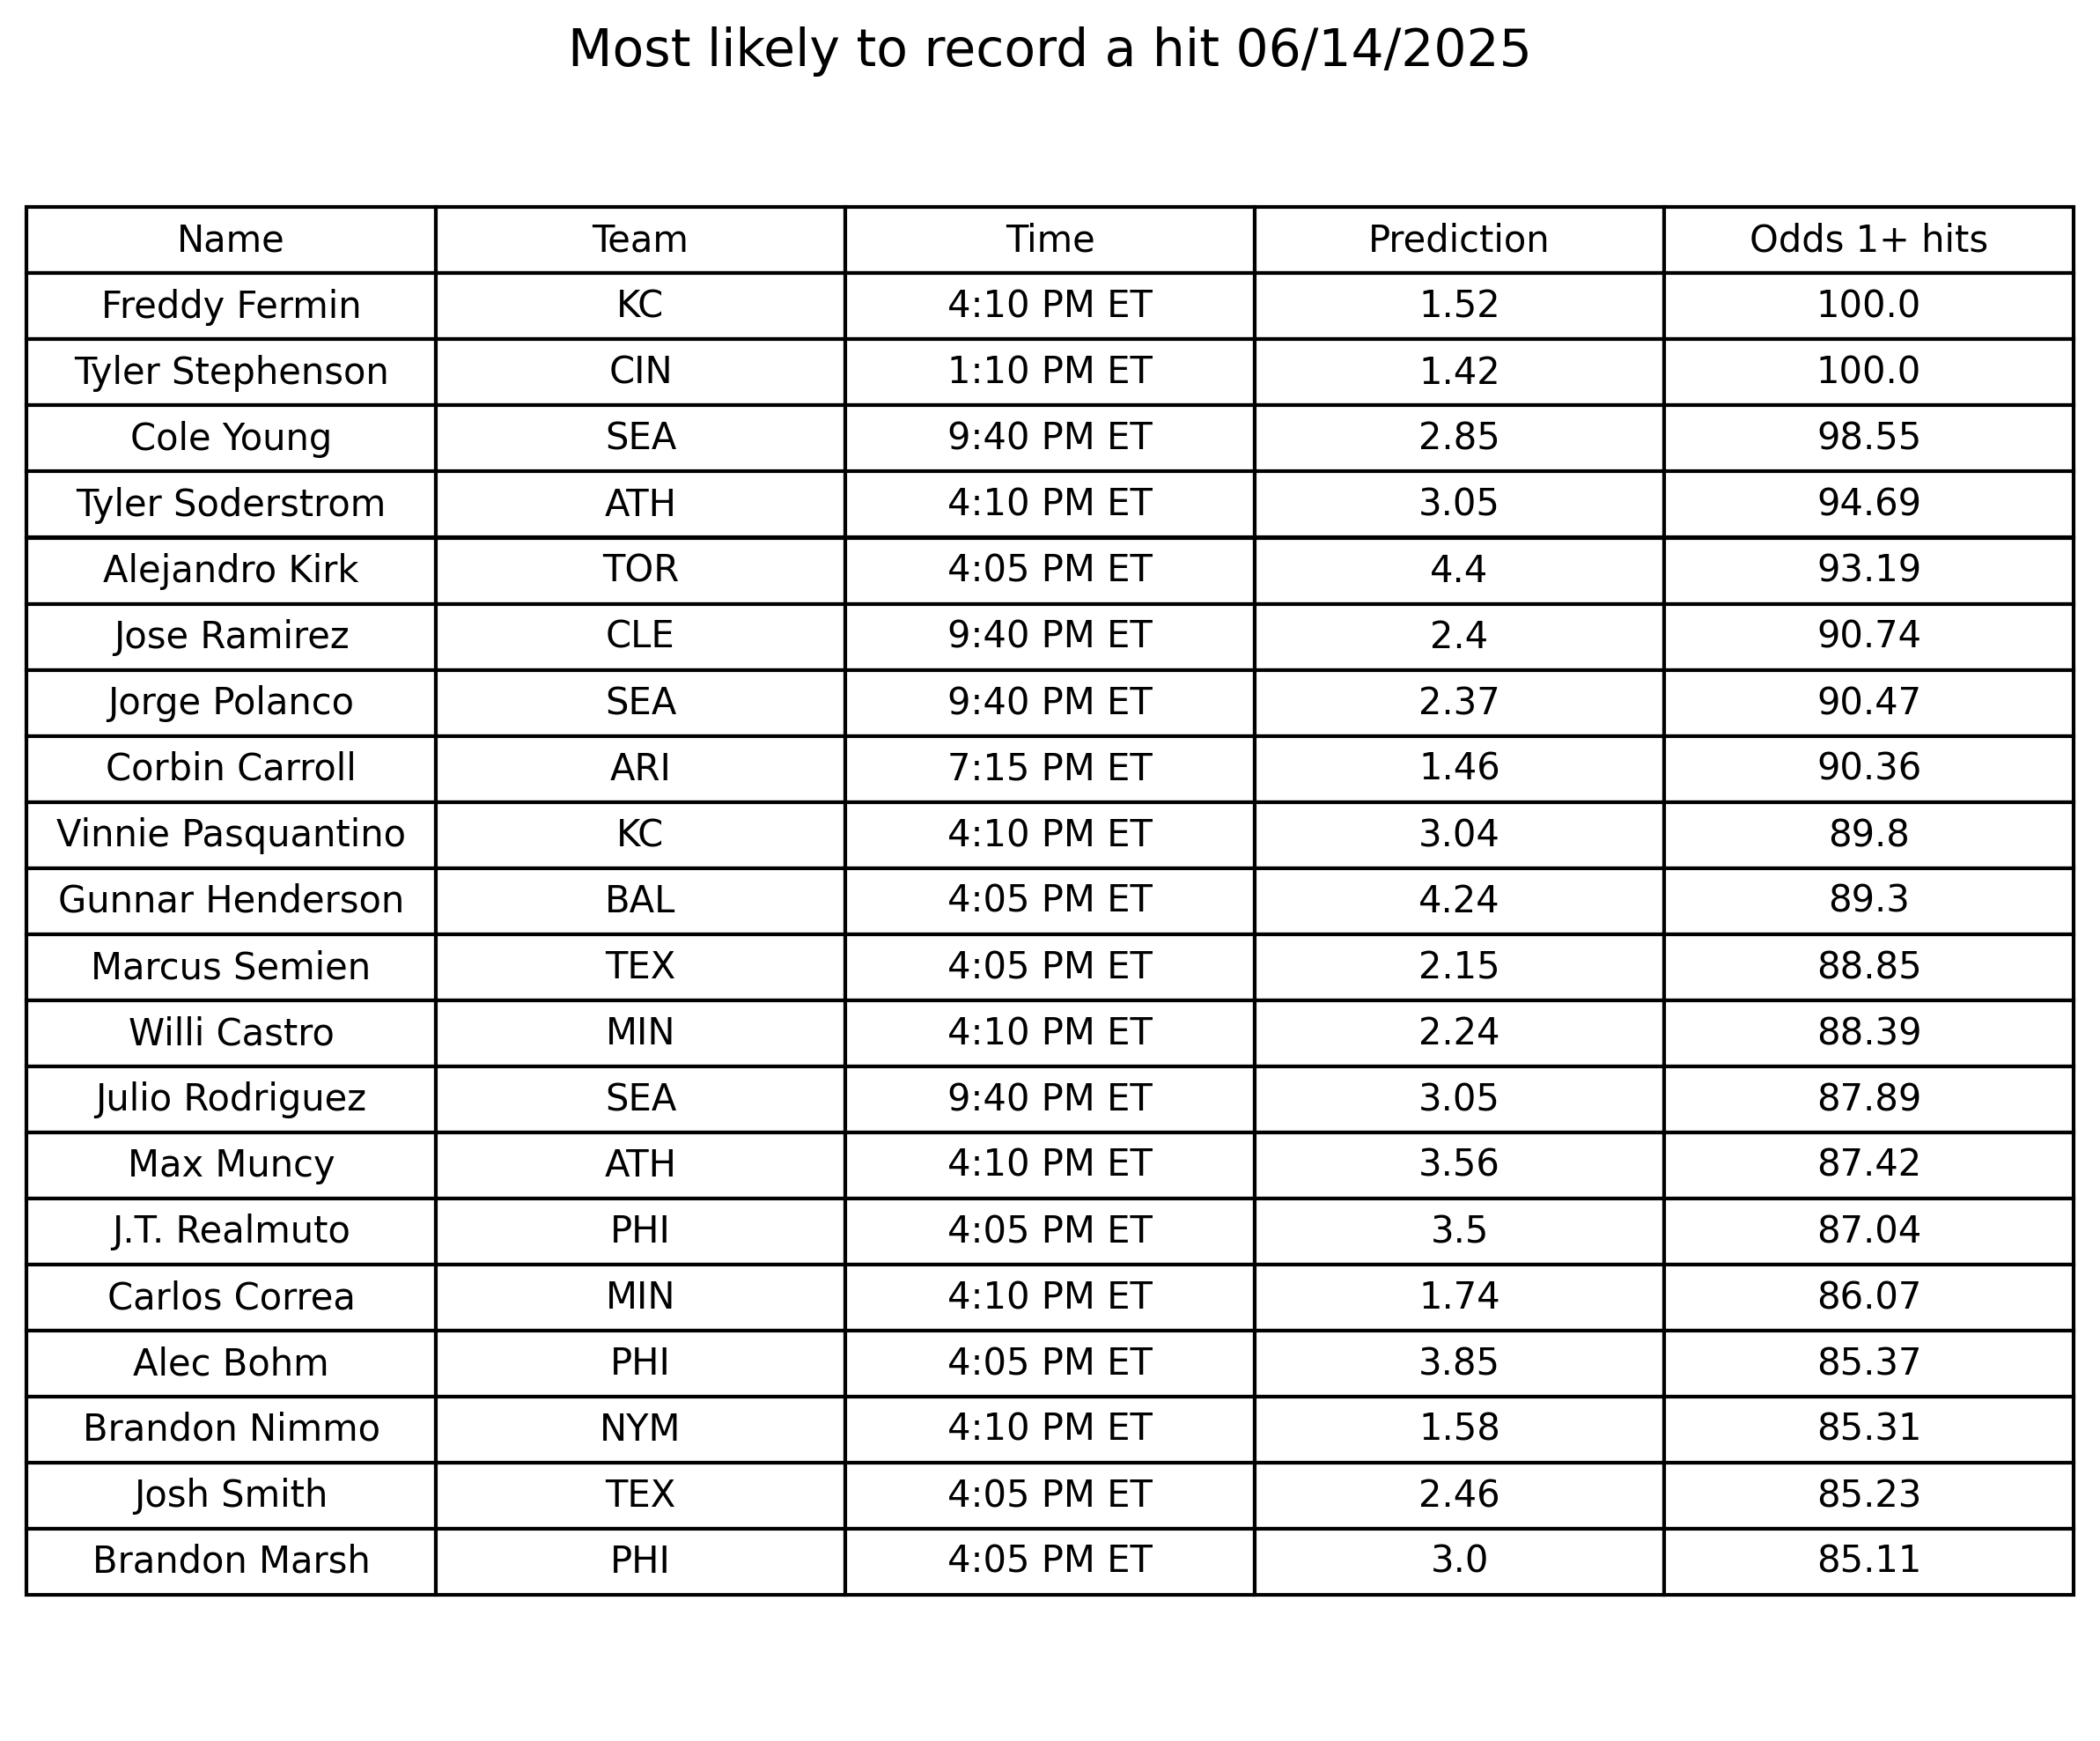 Most likely to record a hit 06/14/2025
Name Team Time Prediction Odds 1+ hits
Freddy Fermin KC 4:10 PM ET 1.52 100.0
Tyler Stephenson CIN 1:10 PM ET 1.42 100.0
Cole Young SEA 9:40 PM ET 2.85 98.55
Tyler Soderstrom ATH 4:10 PM ET 3.05 94.69
Alejandro Kirk TOR 4:05 PM ET 4.4 93.19
Jose Ramirez CLE 9:40 PM ET 2.4 90.74
Jorge Polanco SEA 9:40 PM ET 2.37 90.47
Corbin Carroll ARI 7:15 PM ET 1.46 90.36
Vinnie Pasquantino KC 4:10 PM ET 3.04 89.8
Gunnar Henderson BAL 4:05 PM ET 4.24 89.3
Marcus Semien TEX 4:05 PM ET 2.15 88.85
Willi Castro MIN 4:10 PM ET 2.24 88.39
Julio Rodriguez SEA 9:40 PM ET 3.05 87.89
Max Muncy ATH 4:10 PM ET 3.56 87.42
J.T. Realmuto PHI 4:05 PM ET 3.5 87.04
Carlos Correa MIN 4:10 PM ET 1.74 86.07
Alec Bohm PHI 4:05 PM ET 3.85 85.37
Brandon Nimmo NYM 4:10 PM ET 1.58 85.31
Josh Smith TEX 4:05 PM ET 2.46 85.23
Brandon Marsh PHI 4:05 PM ET 3.0 85.11